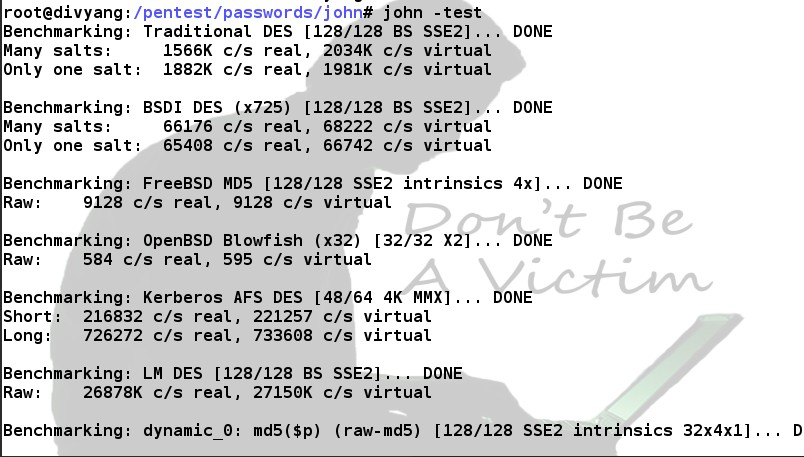 root@divyang:/pentest/passwords/john# john -test
Benchmarking: Traditional DES [128/128 BS SSE2]... DONE
Many salts:     1566K c/s real, 2034K c/s virtual
Only one salt:  1882K c/s real, 1981K c/s virtual
Benchmarking: BSDI DES (x725) [128/128 BS SSE2]... DONE
Many salts:     66176 c/s real, 68222 c/s virtual
Only one salt:  65408 c/s real, 66742 c/s virtual
Benchmarking: FreeBSD MD5 [128/128 SSE2 intrinsics 4x]... DONE
Raw:    9128 c/s real, 9128 c/s virtual
Benchmarking: OpenBSD Blowfish (x32) [32/32 X2]... DONE
Raw:    584 c/s real, 595 c/s virtual
Benchmarking: Kerberos AFS DES [48/64 4K MMX]... DONE
Short:  216832 c/s real, 221257 c/s virtual
Long:   726272 c/s real, 733608 c/s virtual
Benchmarking: LM DES [128/128 BS SSE2]... DONE
Raw:    26878K c/s real, 27150K c/s virtual
Benchmarking: dynamic_0: md5($p) (raw-md5) [128/128 SSE2 intrinsics 32x4x1]... D
Don't Be
A Victim